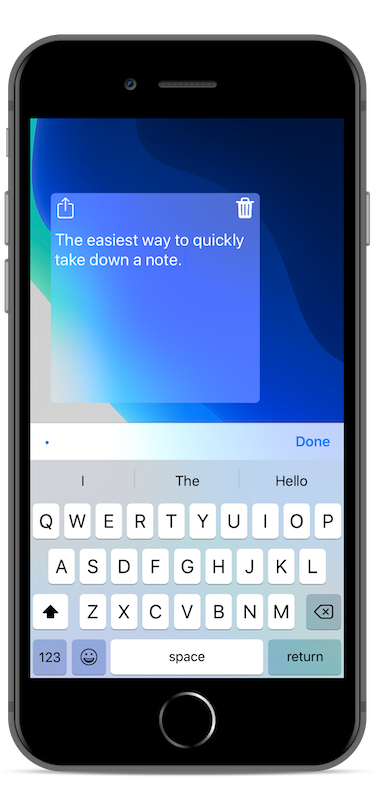 The easiest way to quickly
take down a note.
Done
I The Hello
Q W E R T Y U I O P
A S D F G H J K L
Z X C V B N M
123 space return